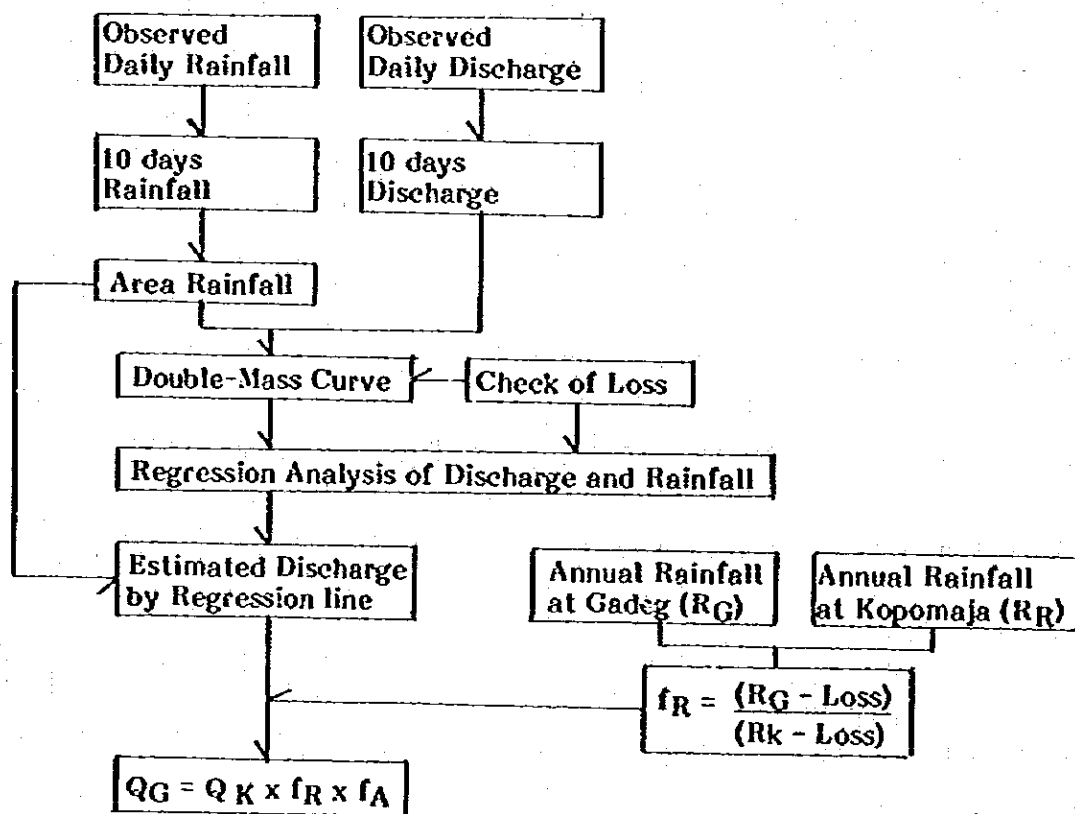 Observed
Daily Rainfall
Observed
Daily Discharge
10 days
Rainfall
10 days
Discharge
Area Rainfall
Double-Mass Curve
Check of Loss
Regression Analysis of Discharge and Rainfall
Estimated Discharge
by Regression line
Annual Rainfall
at Gadeg (RG)
Annual Rainfall
at Kopomaja (RR)
fR = (RG - Loss)
(Rk - Loss)
QG = QK x fR x fA